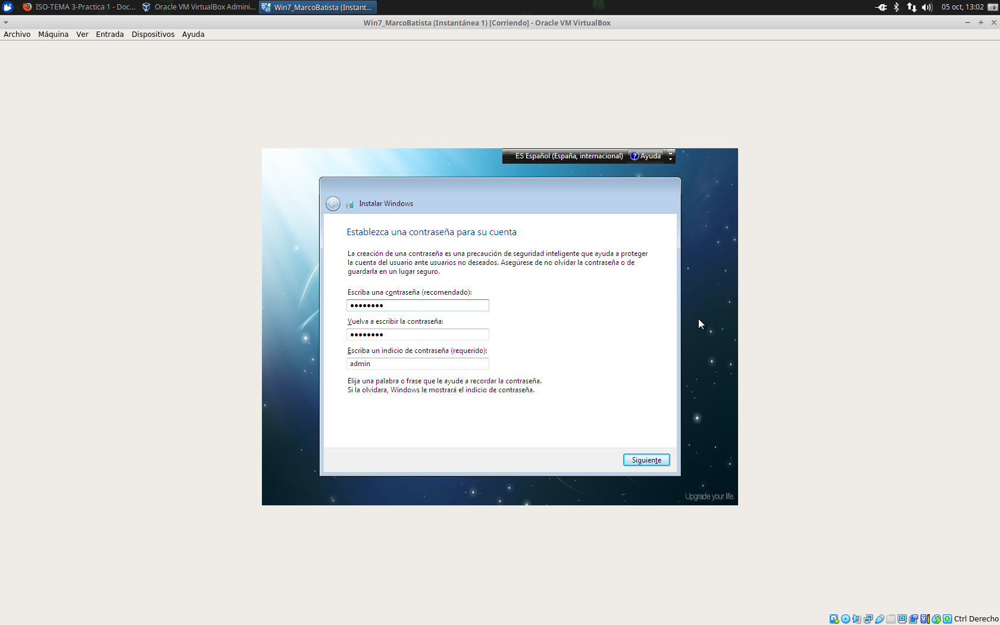 ISO-TEMA 3-Practica 1 - Doc...
Oracle VM VirtualBox Admini...
Win7_MarcoBatista (Instant...
05 oct, 13:02
Win7_MarcoBatista (Instantánea 1) [Corriendo] - Oracle VM VirtualBox
Archivo Máquina Ver Entrada Dispositivos Ayuda
ES Español (España, internacional) ? Ayuda
Instalar Windows
Establezca una contraseña para su cuenta
La creación de una contraseña es una precaución de seguridad inteligente que ayuda a proteger
la cuenta del usuario ante usuarios no deseados. Asegúrese de no olvidar la contraseña o de
guardarla en un lugar seguro.
Escriba una contraseña (recomendado):
●●●●●●●●
Vuelva a escribir la contraseña:
●●●●●●●●
Escriba un indicio de contraseña (requerido):
admin
Elija una palabra o frase que le ayude a recordar la contraseña.
Si la olvidara, Windows le mostrará el indicio de contraseña.
Siguiente
Upgrade your life.
Ctrl Derecho